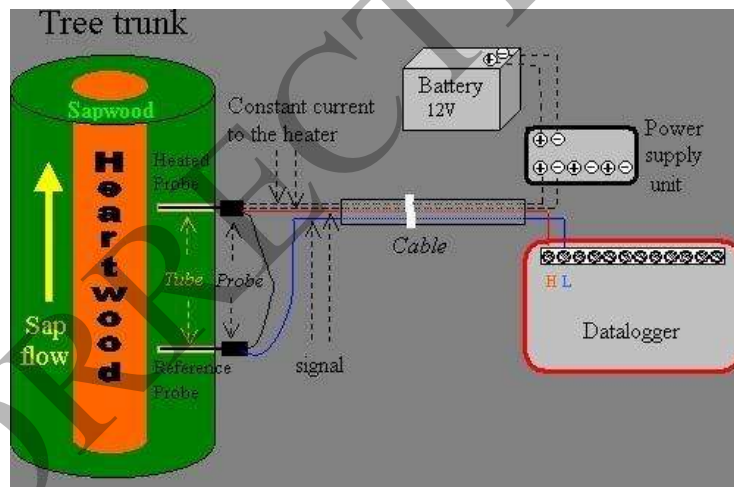 Tree trunk
Sapwood
Heartwood
Heated
Probe
Tube
Probe
Sap
flow
Reference
Probe
Constant current
to the heater
signal
Cable
Battery
12V
Power
supply
unit
H L
Datalogger